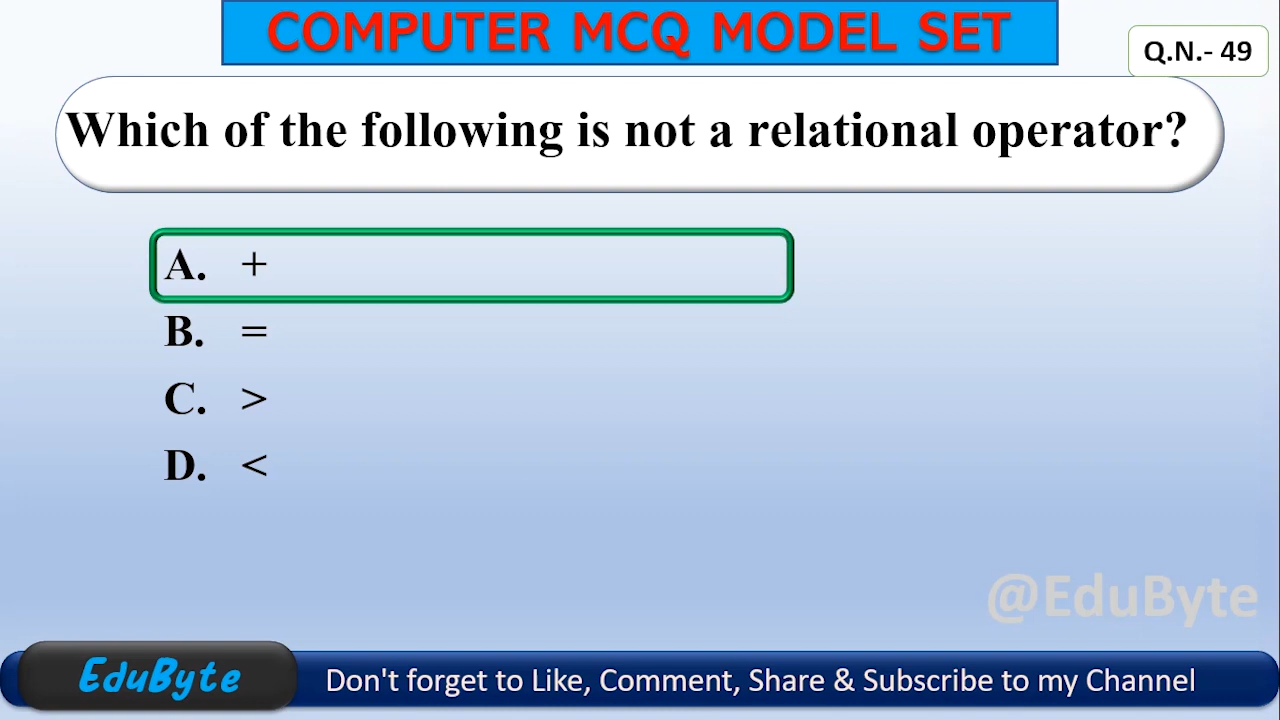 COMPUTER MCQ MODEL SET
Q.N.- 49
Which of the following is not a relational operator?
A. +
B. =
C. >
D. <
@EduByte
EduByte
Don't forget to Like, Comment, Share & Subscribe to my Channel